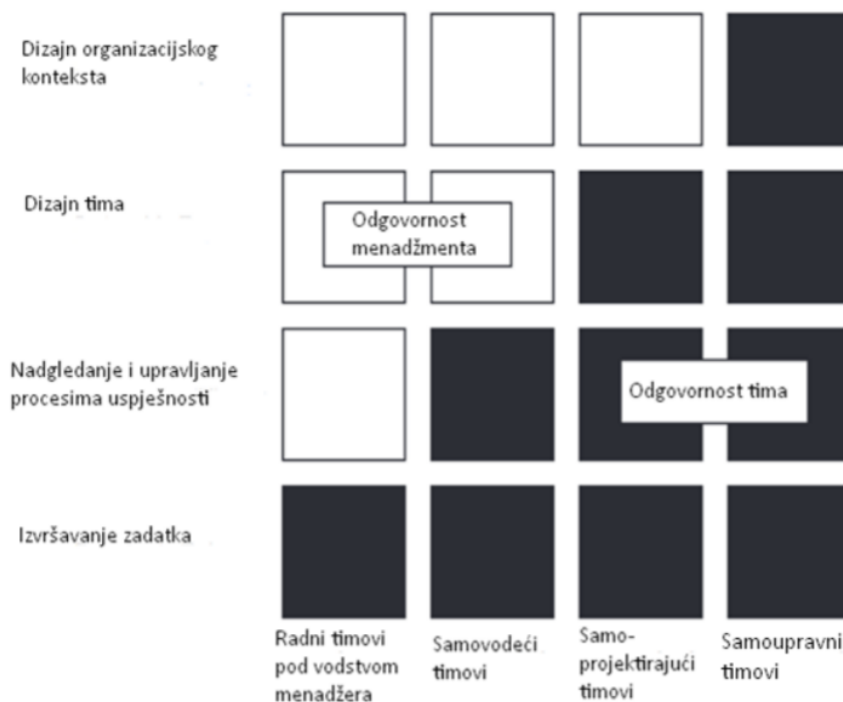 Dizajn organizacijskog
konteksta
Dizajn tima
Odgovornost
menadžmenta
Nadgledanje i upravljanje
procesima uspješnosti
Odgovornost tima
Izvršavanje zadatka
Radni timovi
pod vodstvom
menadžera
Samovodeći
timovi
Samo-
projektirajući
timovi
Samoupravni
timovi